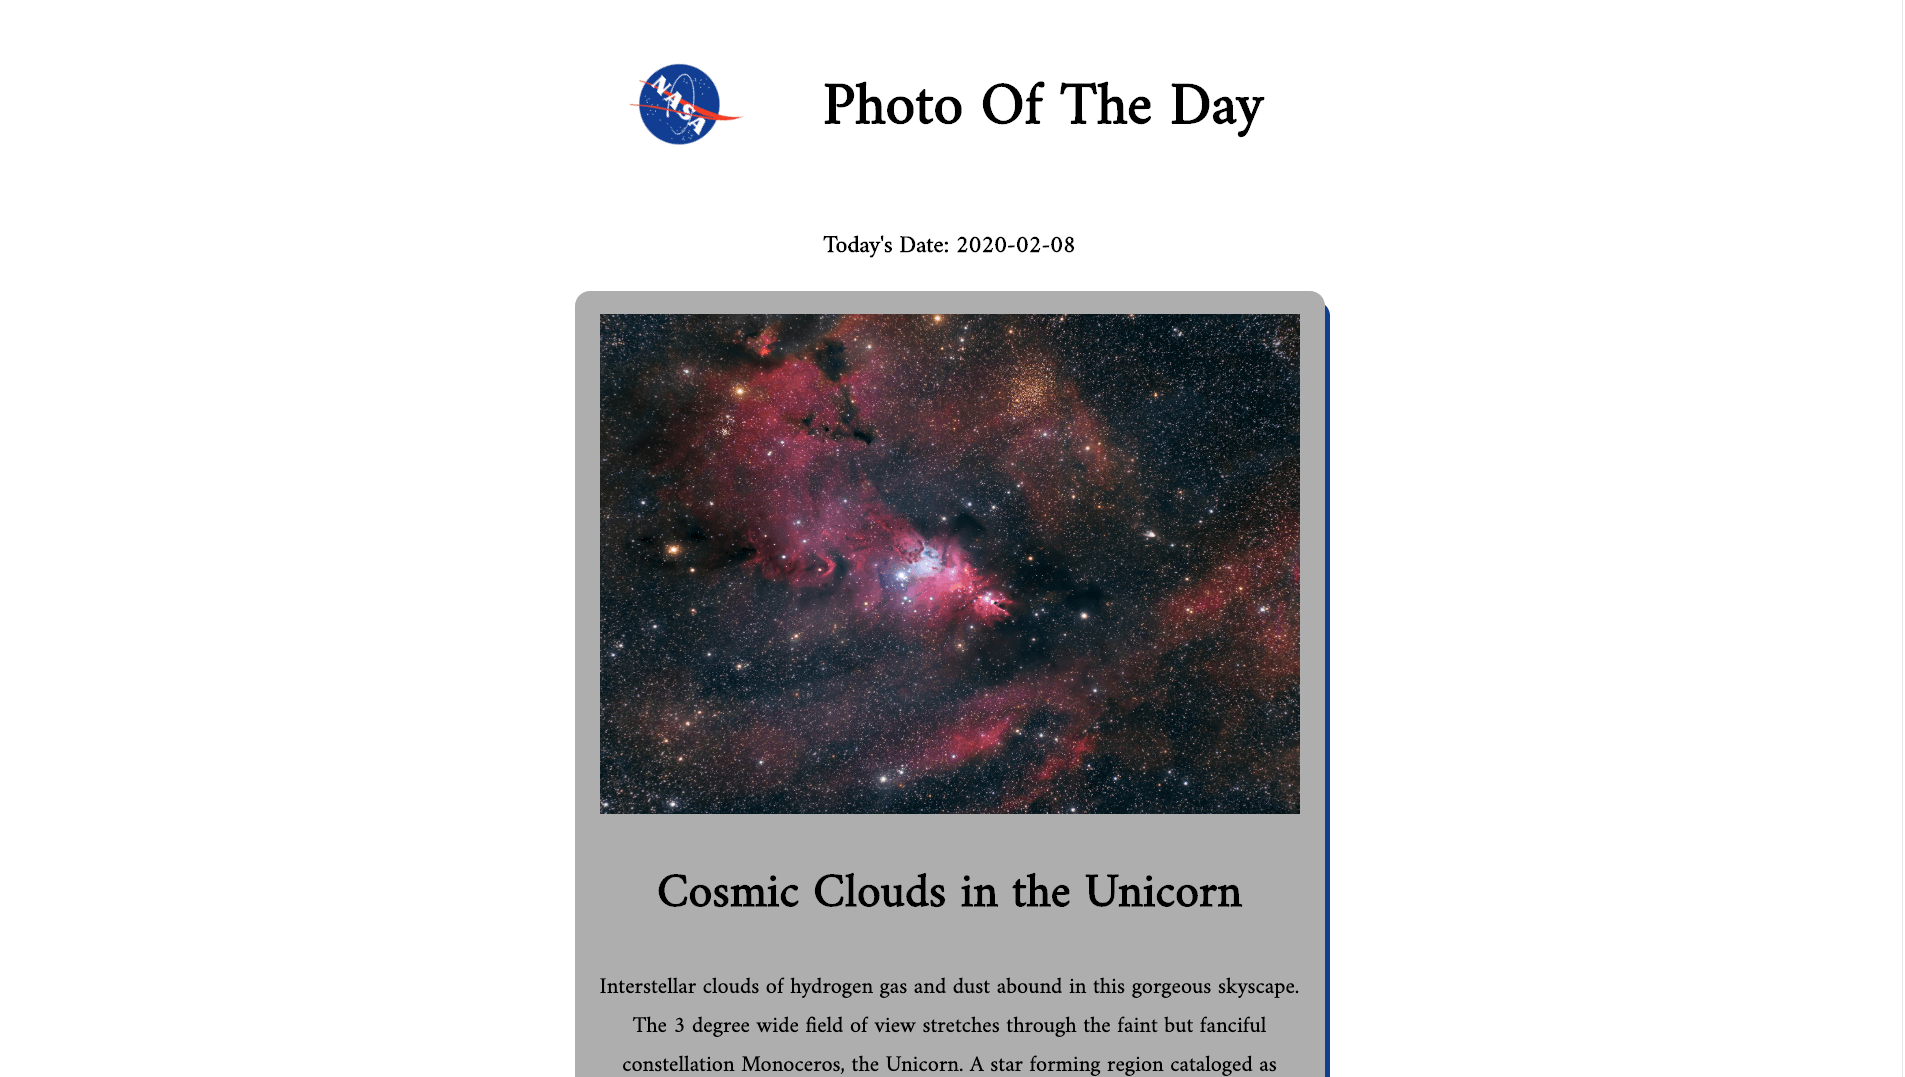 NASA
Photo Of The Day
Today's Date: 2020-02-08
Cosmic Clouds in the Unicorn
Interstellar clouds of hydrogen gas and dust abound in this gorgeous skyscape.
The 3 degree wide field of view stretches through the faint but fanciful
constellation Monoceros, the Unicorn. A star forming region cataloged as